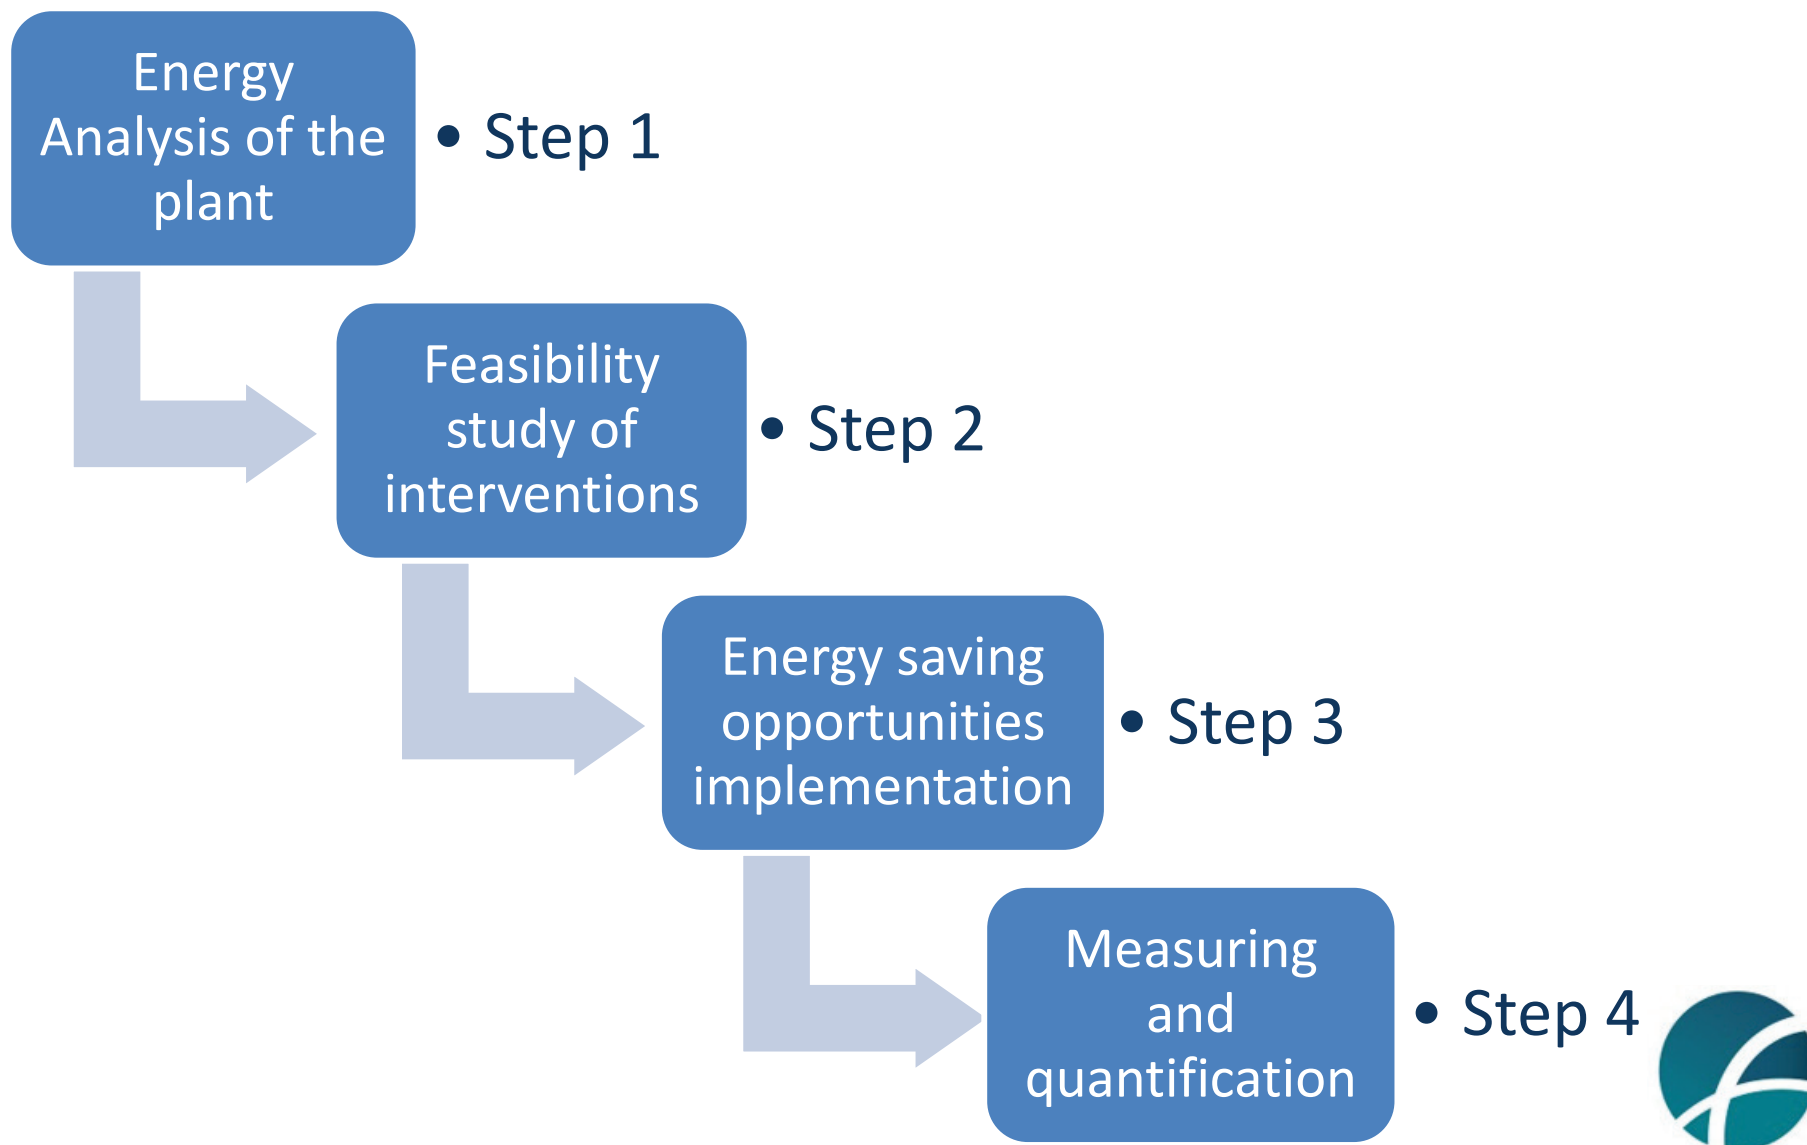 Energy
Analysis of the
plant
• Step 1
Feasibility
study of
interventions
• Step 2
Energy saving
opportunities
implementation
• Step 3
Measuring
and
quantification
• Step 4